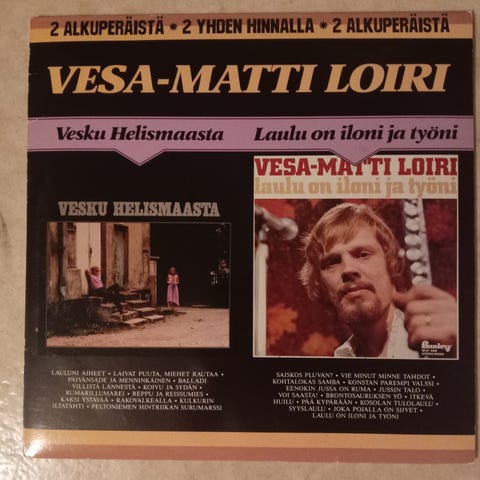 2 ALKUPERÄISTÄ * 2 YHDEN HINNALLA * 2 ALKUPERÄISTÄ
VESA-MATTI LOIRI
Vesku Helismaasta
Laulu on iloni ja työni
VESKU HELISMAASTA
VESA-MATTI LOIRI
laulu on iloni ja työni
LAULUNI AIHEET • LAIVAT PUUTA, MIEHET RAUTAA •
PÄIVÄNSÄDE JA MENNINKÄINEN • BALLADI
VILLISTÄ LÄNNESTÄ • KOIVU JA SYDÄN •
RUMARILLUMAREI • REPPU JA REISSUMIES •
KAKSI YSTÄVÄÄ • RAKOVALKEALLA • KULKURIN
ILTATÄHTI • PELTONIEMEN HINTRIIKAN SURUMARSSI
SAISKOS PLUVAN? • VIE MINUT MINNE TAHDOT •
KOHTALOKAS SAMBA • KONSTAN PAREMPI VALSSI •
EENOKIN JUSSA ON RUMA • JUSSIN TALO •
VOI SAASTA! • BRONTOSAURUKSEN YÖ • ITKEVÄ
HUILU • PÄÄ KYPÄRÄÄN • KOSOLAN TULOLAULU •
SYYSLAULU • JOKA POJALLA ON SIIVET •
LAULU ON ILONI JA TYÖNI